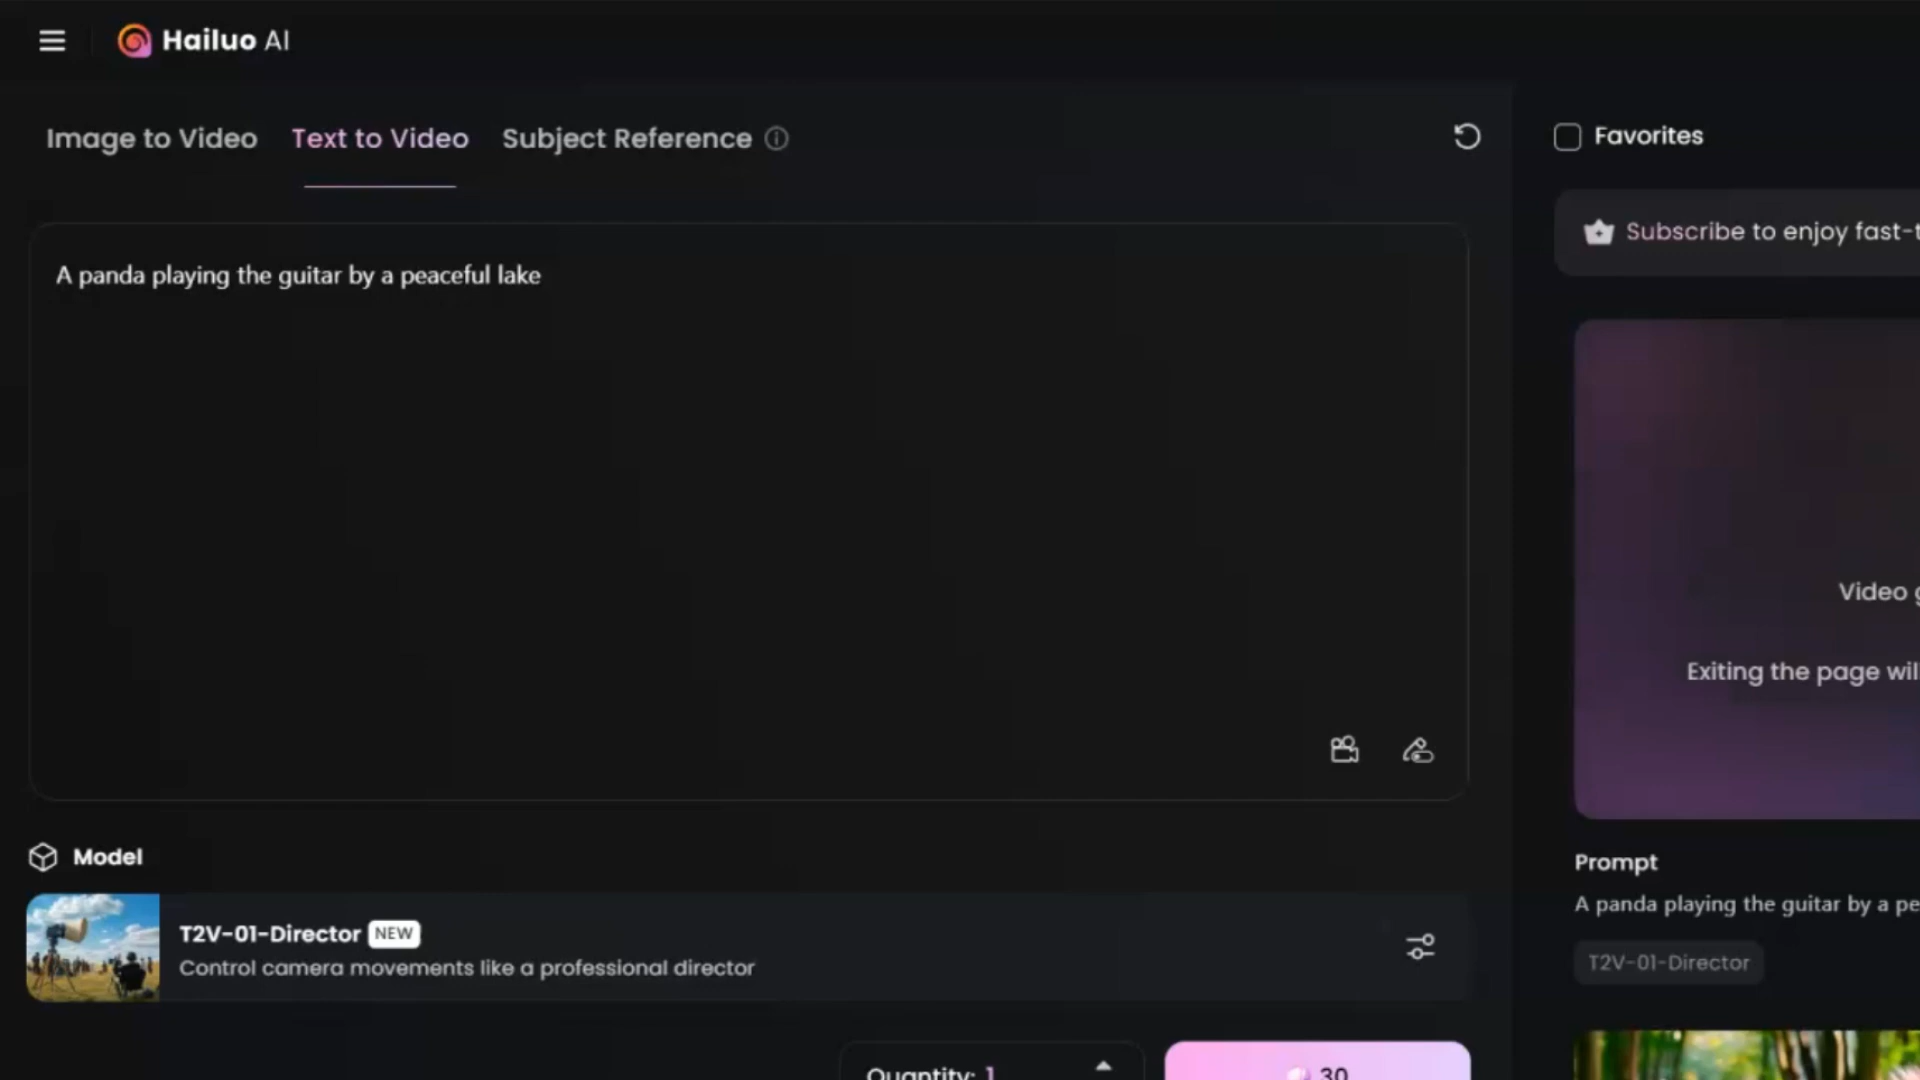 Hailuo AI
Image to Video
Text to Video
Subject Reference
Favorites
Subscribe to enjoy fast-t
A panda playing the guitar by a peaceful lake
Video g
Exiting the page will
Model
T2V-01-Director NEW
Control camera movements like a professional director
Prompt
A panda playing the guitar by a pe
T2V-01-Director
Quantity: 1
30